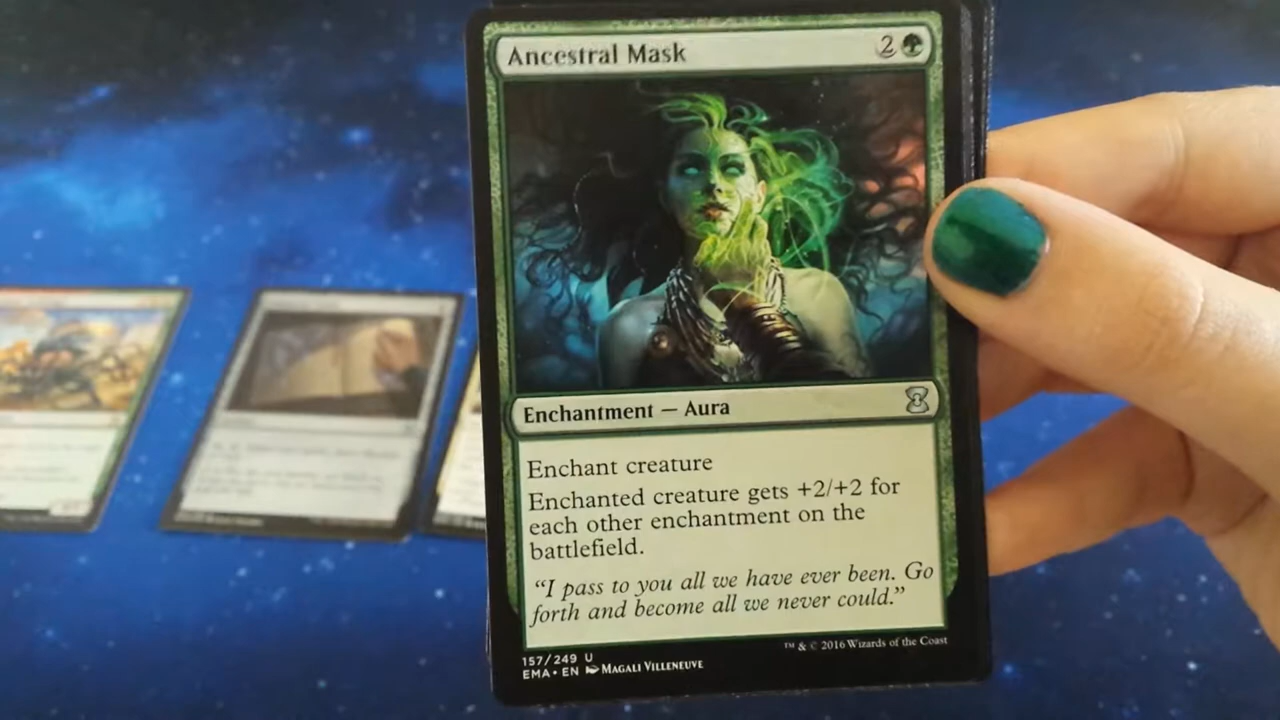 Ancestral Mask 2
Enchantment — Aura
Enchant creature
Enchanted creature gets +2/+2 for
each other enchantment on the
battlefield.
“I pass to you all we have ever been. Go
forth and become all we never could.”
157/249 U
™ & © 2016 Wizards of the Coast
EMA • EN Magali Villeneuve